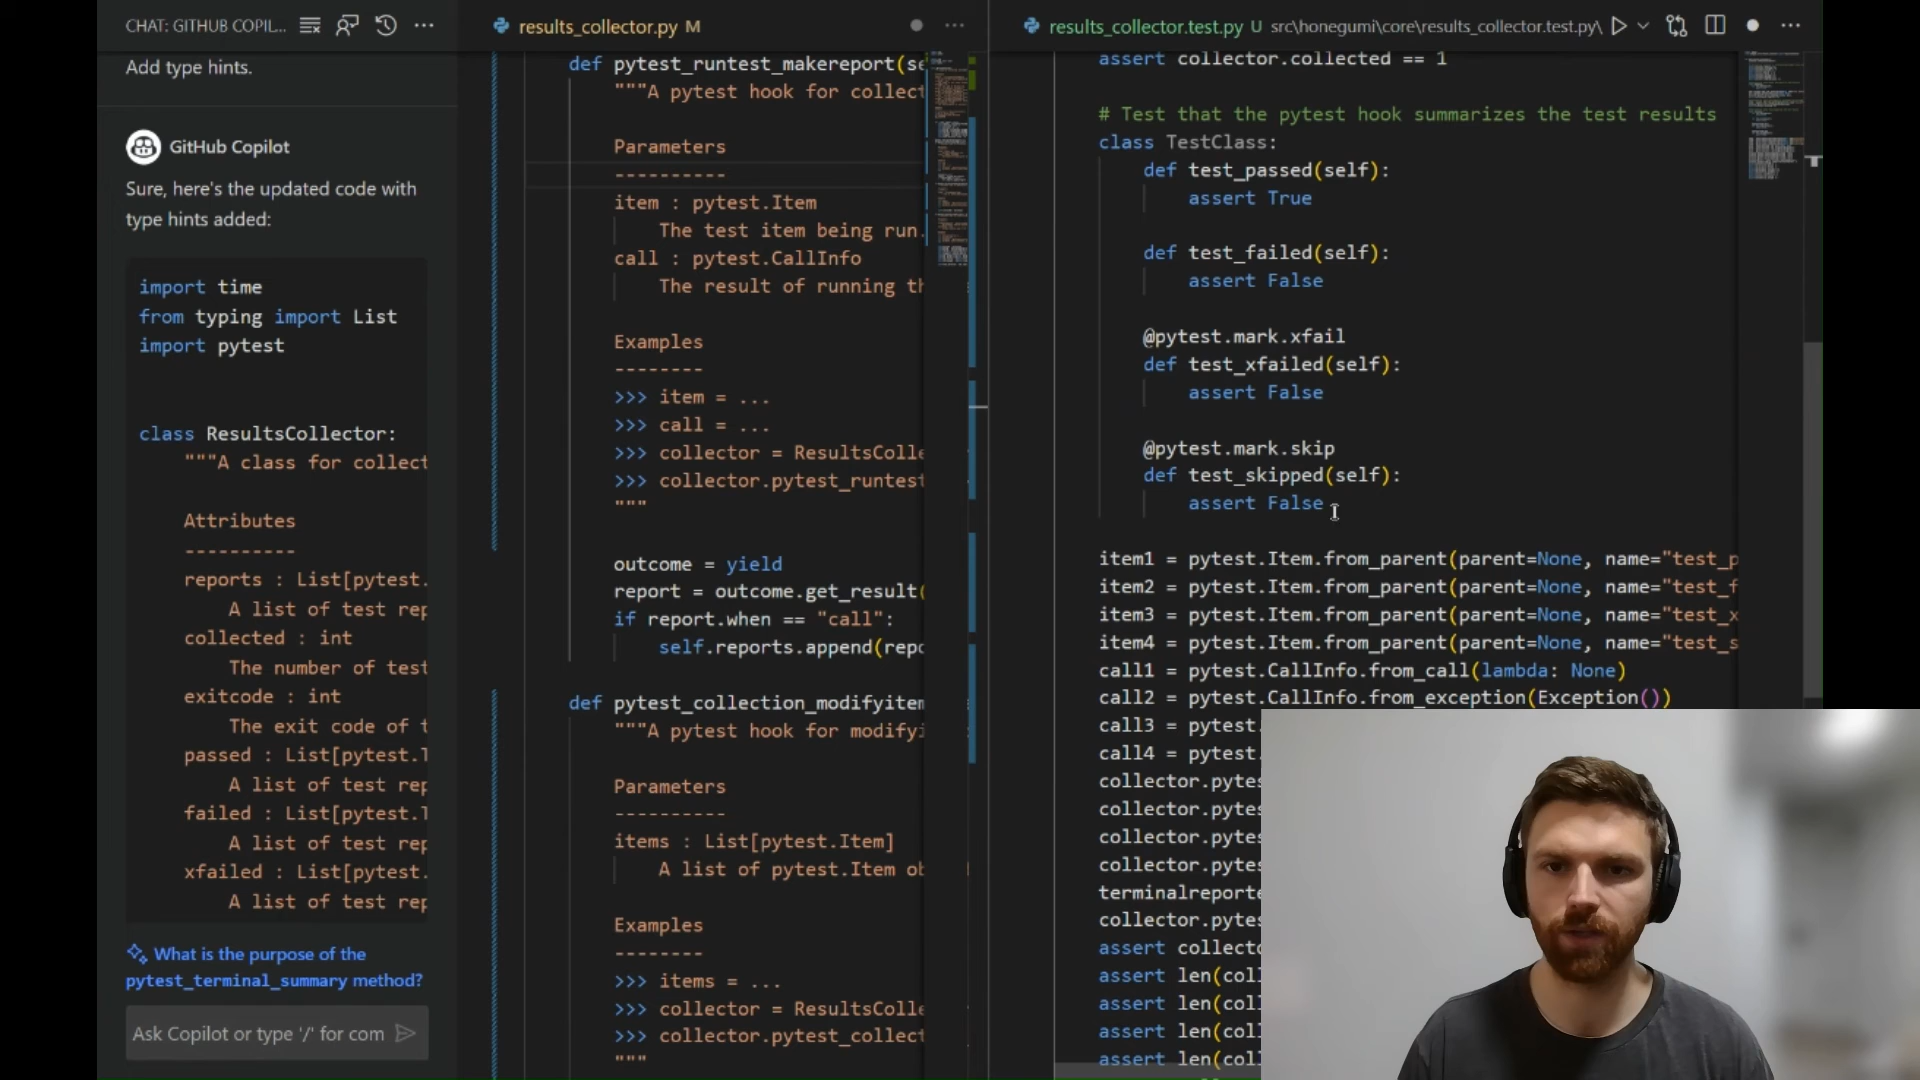 CHAT: GITHUB COPIL...
Add type hints.
GitHub Copilot
Sure, here's the updated code with
type hints added:
import time
from typing import List
import pytest
class ResultsCollector:
"""A class for collect
Attributes
----------
reports : List[pytest.
A list of test rep
collected : int
The number of test
exitcode : int
The exit code of t
passed : List[pytest.T
A list of test rep
failed : List[pytest.T
A list of test rep
xfailed : List[pytest.
A list of test rep
What is the purpose of the
pytest_terminal_summary method?
Ask Copilot or type '/' for com
results_collector.py M
def pytest_runtest_makereport(se
"""A pytest hook for collect
Parameters
----------
item : pytest.Item
The test item being run.
call : pytest.CallInfo
The result of running th
Examples
--------
>>> item = ...
>>> call = ...
>>> collector = ResultsColle
>>> collector.pytest_runtest
"""
outcome = yield
report = outcome.get_result(
if report.when == "call":
self.reports.append(repo
def pytest_collection_modifyitem
"""A pytest hook for modifyi
Parameters
----------
items : List[pytest.Item]
A list of pytest.Item ob
Examples
--------
>>> items = ...
>>> collector = ResultsColle
>>> collector.pytest_collect
"""
results_collector.test.py U src\honegumi\core\results_collector.test.py\
assert collector.collected == 1
# Test that the pytest hook summarizes the test results
class TestClass:
def test_passed(self):
assert True
def test_failed(self):
assert False
@pytest.mark.xfail
def test_xfailed(self):
assert False
@pytest.mark.skip
def test_skipped(self):
assert False
item1 = pytest.Item.from_parent(parent=None, name="test_p
item2 = pytest.Item.from_parent(parent=None, name="test_f
item3 = pytest.Item.from_parent(parent=None, name="test_x
item4 = pytest.Item.from_parent(parent=None, name="test_s
call1 = pytest.CallInfo.from_call(lambda: None)
call2 = pytest.CallInfo.from_exception(Exception())
call3 = pytest.
call4 = pytest.
collector.pytes
collector.pytes
collector.pytes
collector.pytes
terminalreporte
collector.pytes
assert collecto
assert len(coll
assert len(coll
assert len(coll
assert len(coll